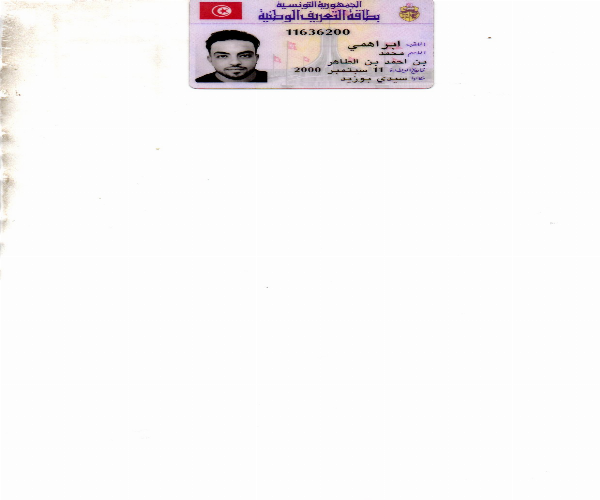 الجمهورية التونسية
بطاقة التعريف الوطنية
11636200
اللقب ابراهمي
الاسم محمد
بن احمد بن الطاهر
تاريخ الولادة 11 سبتمبر 2000
مكانها سيدي بوزيد